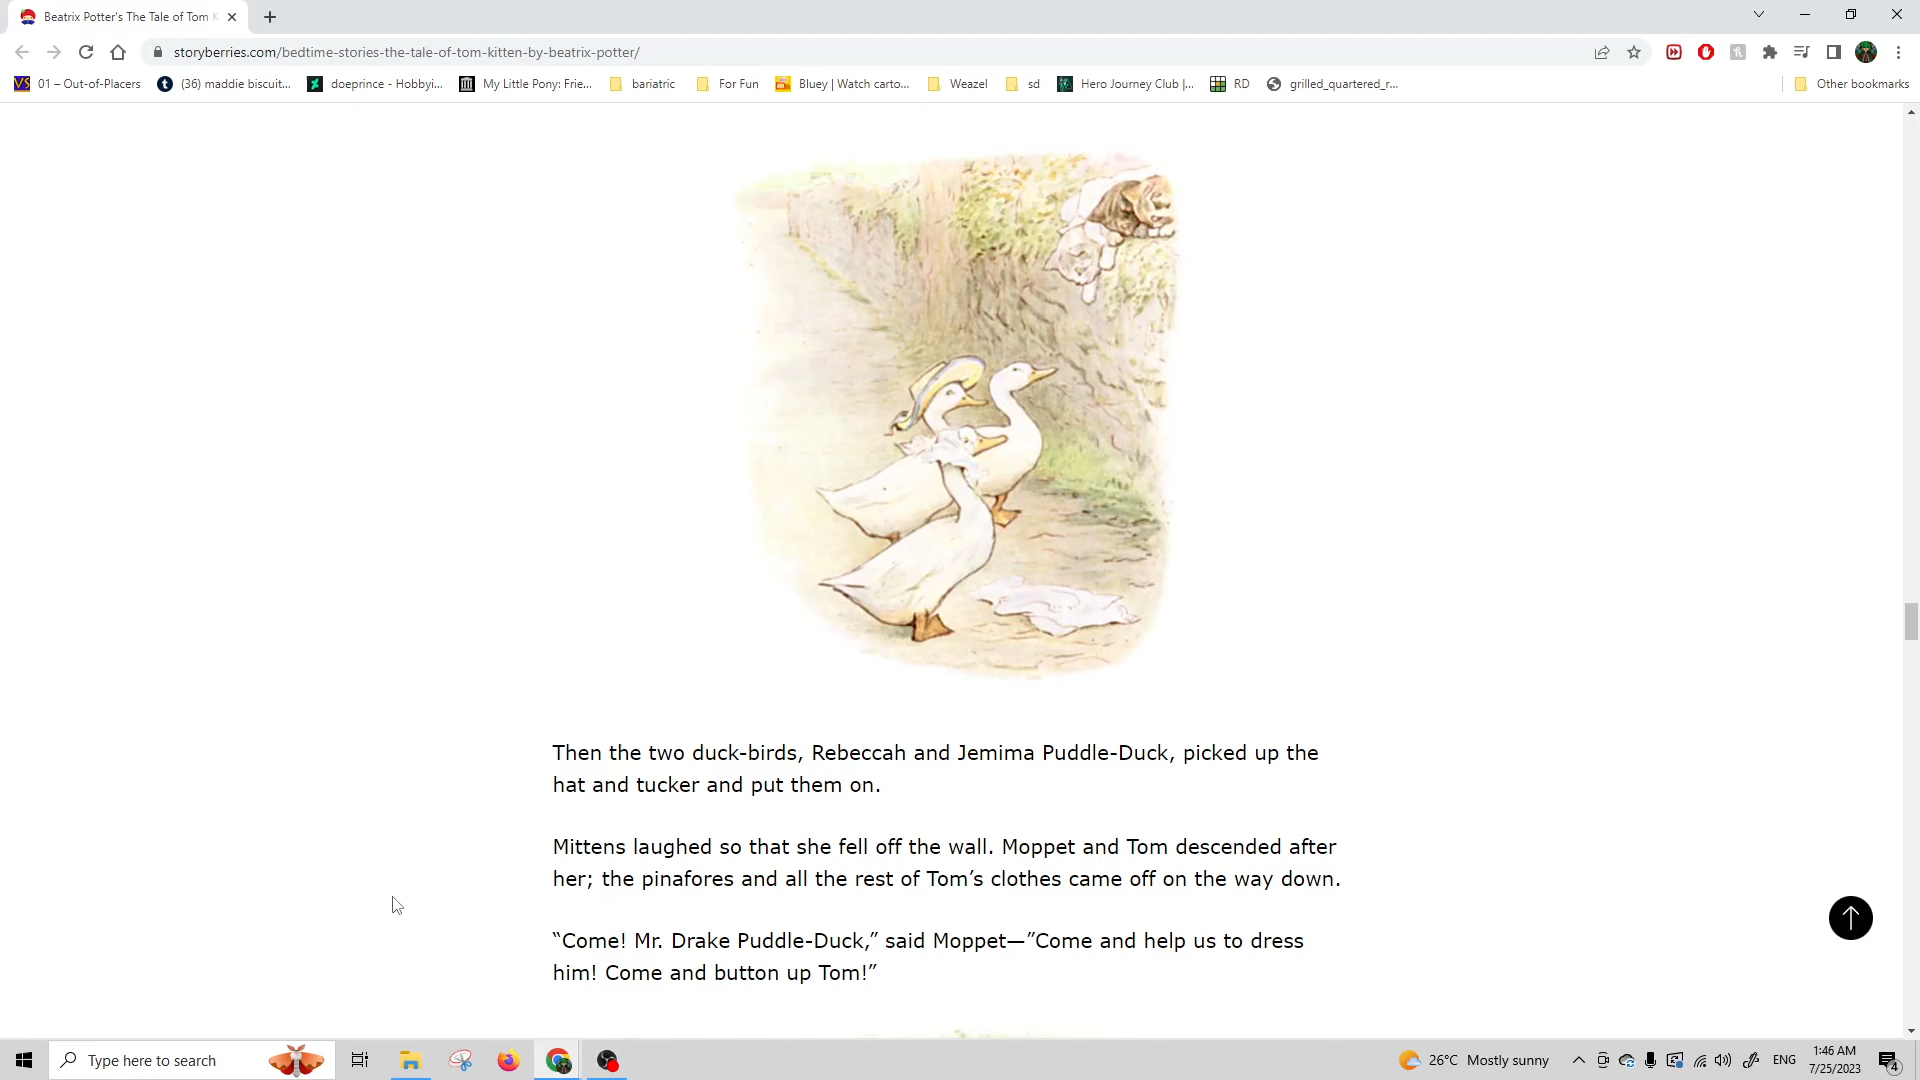 Beatrix Potter's The Tale of Tom K
storyberries.com/bedtime-stories-the-tale-of-tom-kitten-by-beatrix-potter/
01 – Out-of-Placers
(36) maddie biscuit...
doeprince - Hobbyi...
My Little Pony: Frie...
bariatric
For Fun
Bluey | Watch carto...
Weazel
sd
Hero Journey Club |...
RD
grilled_quartered_r...
Other bookmarks
Then the two duck-birds, Rebeccah and Jemima Puddle-Duck, picked up the
hat and tucker and put them on.
Mittens laughed so that she fell off the wall. Moppet and Tom descended after
her; the pinafores and all the rest of Tom’s clothes came off on the way down.
“Come! Mr. Drake Puddle-Duck,” said Moppet—”Come and help us to dress
him! Come and button up Tom!”
Type here to search
26°C Mostly sunny
ENG
1:46 AM
7/25/2023
4